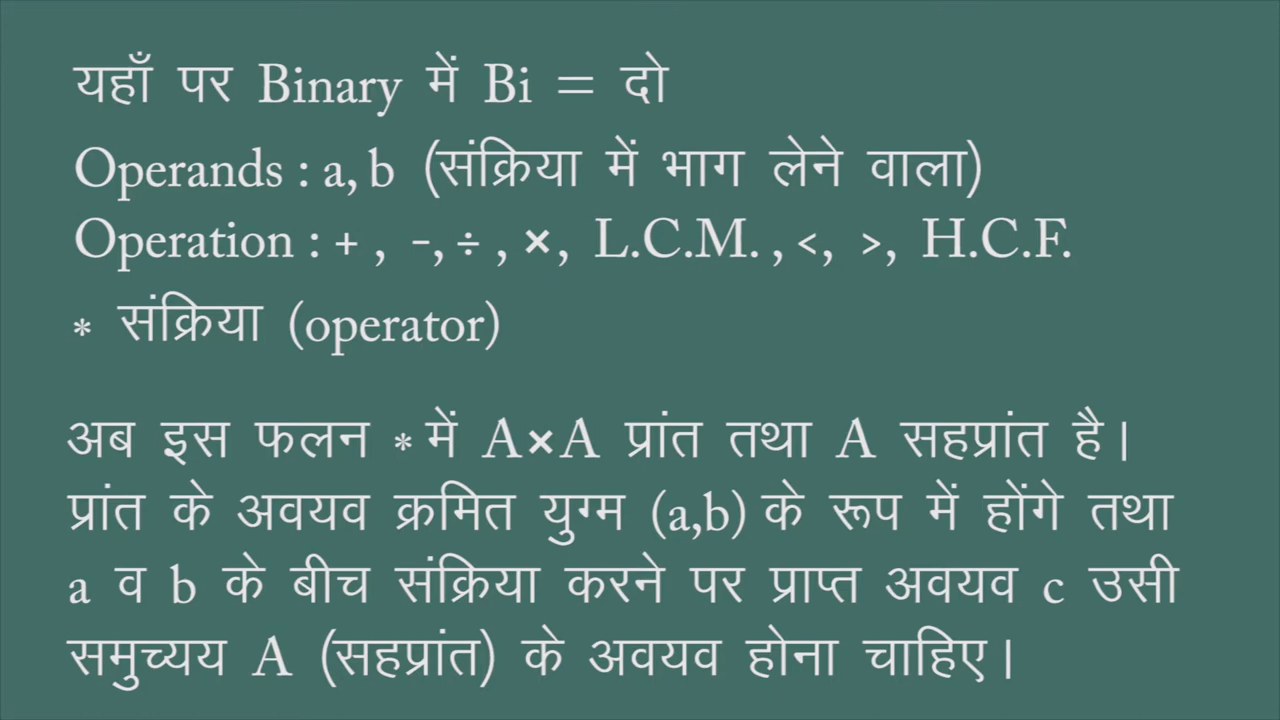 यहाँ पर Binary में Bi = दो
Operands : a, b (संक्रिया में भाग लेने वाला)
Operation : + , -, ÷ , ×, L.C.M. , <, >, H.C.F.
* संक्रिया (operator)
अब इस फलन * में A×A प्रांत तथा A सहप्रांत है।
प्रांत के अवयव क्रमित युग्म (a,b) के रूप में होंगे तथा
a व b के बीच संक्रिया करने पर प्राप्त अवयव c उसी
समुच्यय A (सहप्रांत) के अवयव होना चाहिए।